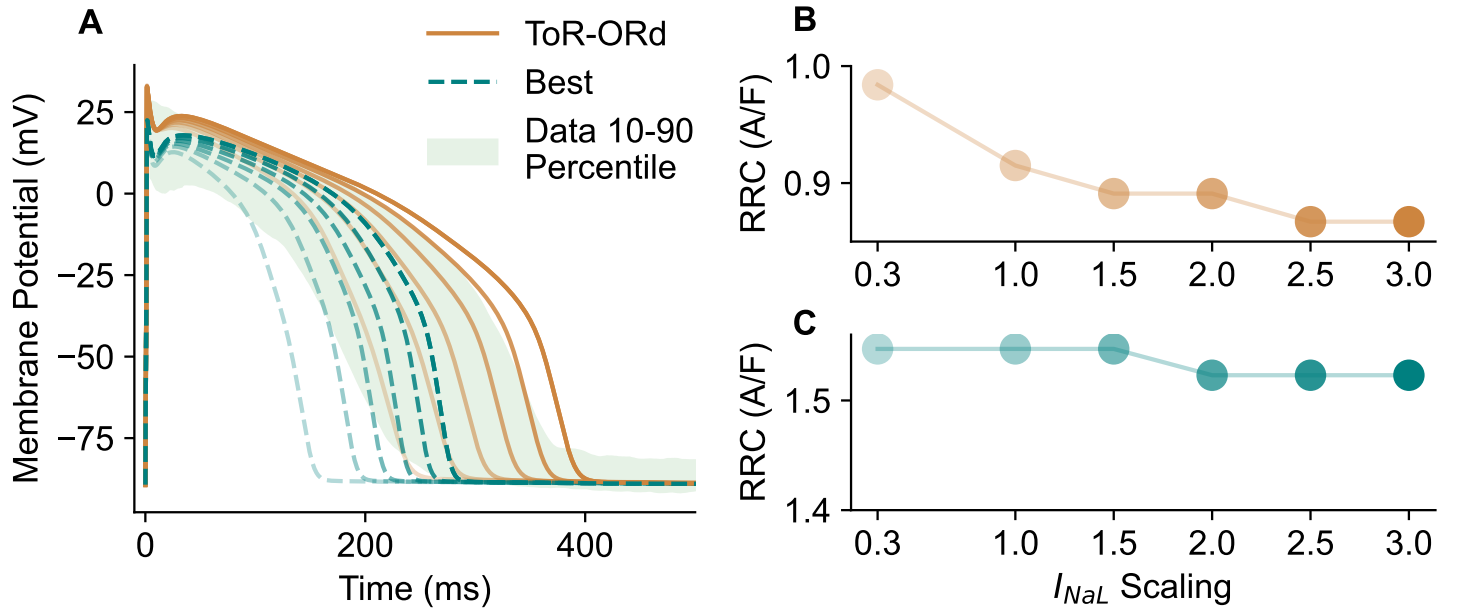 A
ToR-ORd
Best
Data 10-90
Percentile
Membrane Potential (mV)
25
0
−25
−50
−75
0
200
400
Time (ms)
B
RRC (A/F)
1.0
0.9
0.3
1.0
1.5
2.0
2.5
3.0
C
RRC (A/F)
1.5
1.4
0.3
1.0
1.5
2.0
2.5
3.0
I_NaL Scaling